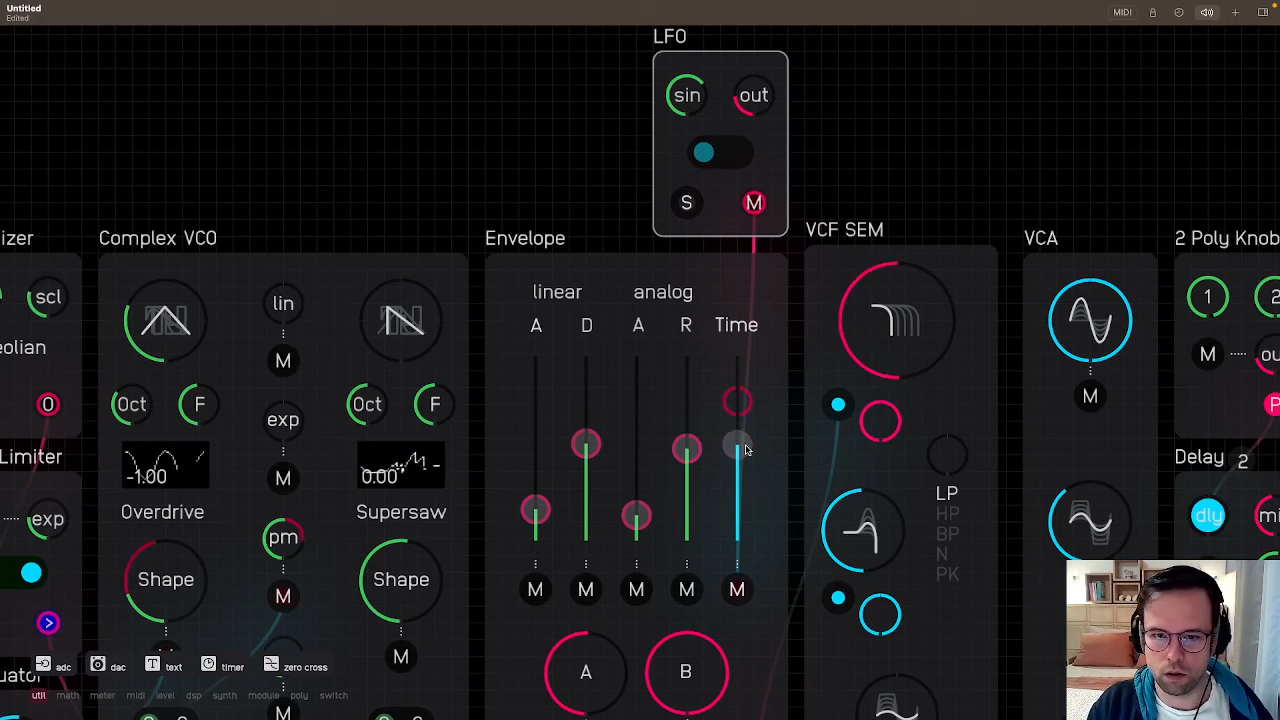 Untitled
Edited
MIDI
LFO
sin
out
S
M
izer
scl
olian
O
Limiter
exp
uator
Complex VCO
lin
M
Oct
F
exp
M
Oct
F
-1.00
0.00
Overdrive
Supersaw
Shape
pm
Shape
M
M
M
Envelope
linear
analog
A
D
A
R
Time
M
M
M
M
M
A
B
VCF SEM
LP
HP
BP
N
PK
VCA
M
2 Poly Knob
1
2
M
ou
P
Delay
2
dly
mi
adc
dac
text
timer
zero cross
util
math
meter
midi
level
dsp
synth
module
poly
switch